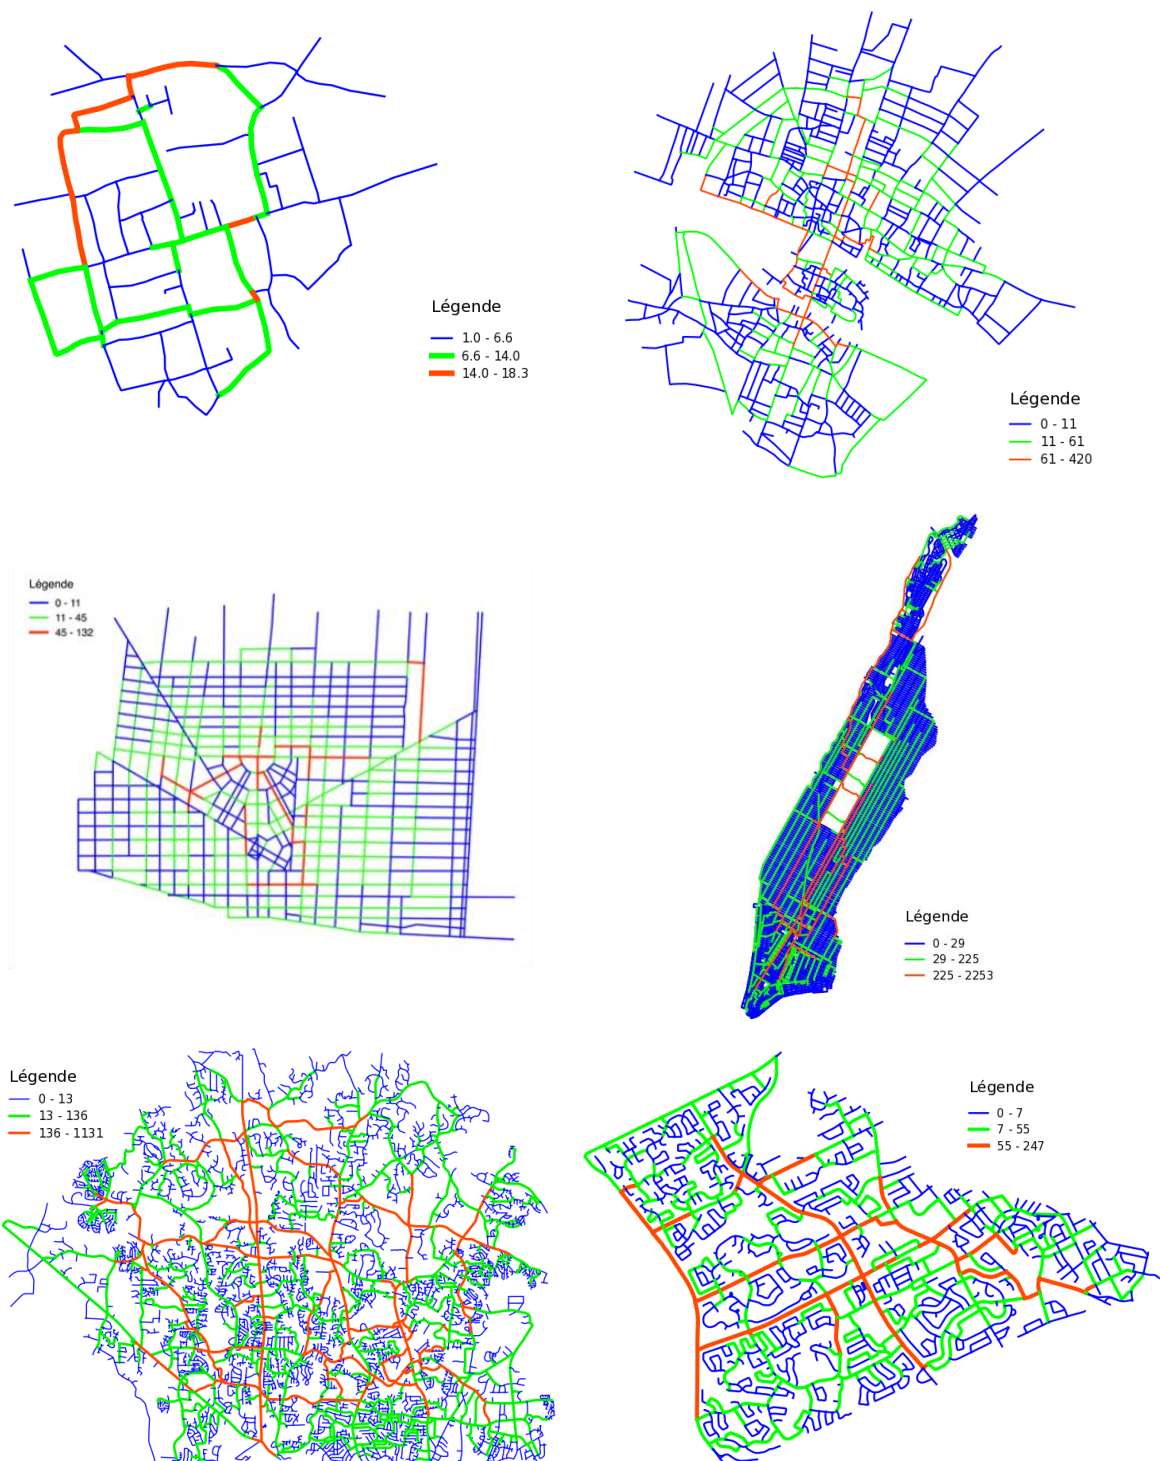 Légende
1.0 - 6.6
6.6 - 14.0
14.0 - 18.3
Légende
0 - 11
11 - 61
61 - 420
Légende
0 - 11
11 - 45
45 - 132
Légende
0 - 29
29 - 225
225 - 2253
Légende
0 - 13
13 - 136
136 - 1131
Légende
0 - 7
7 - 55
55 - 247